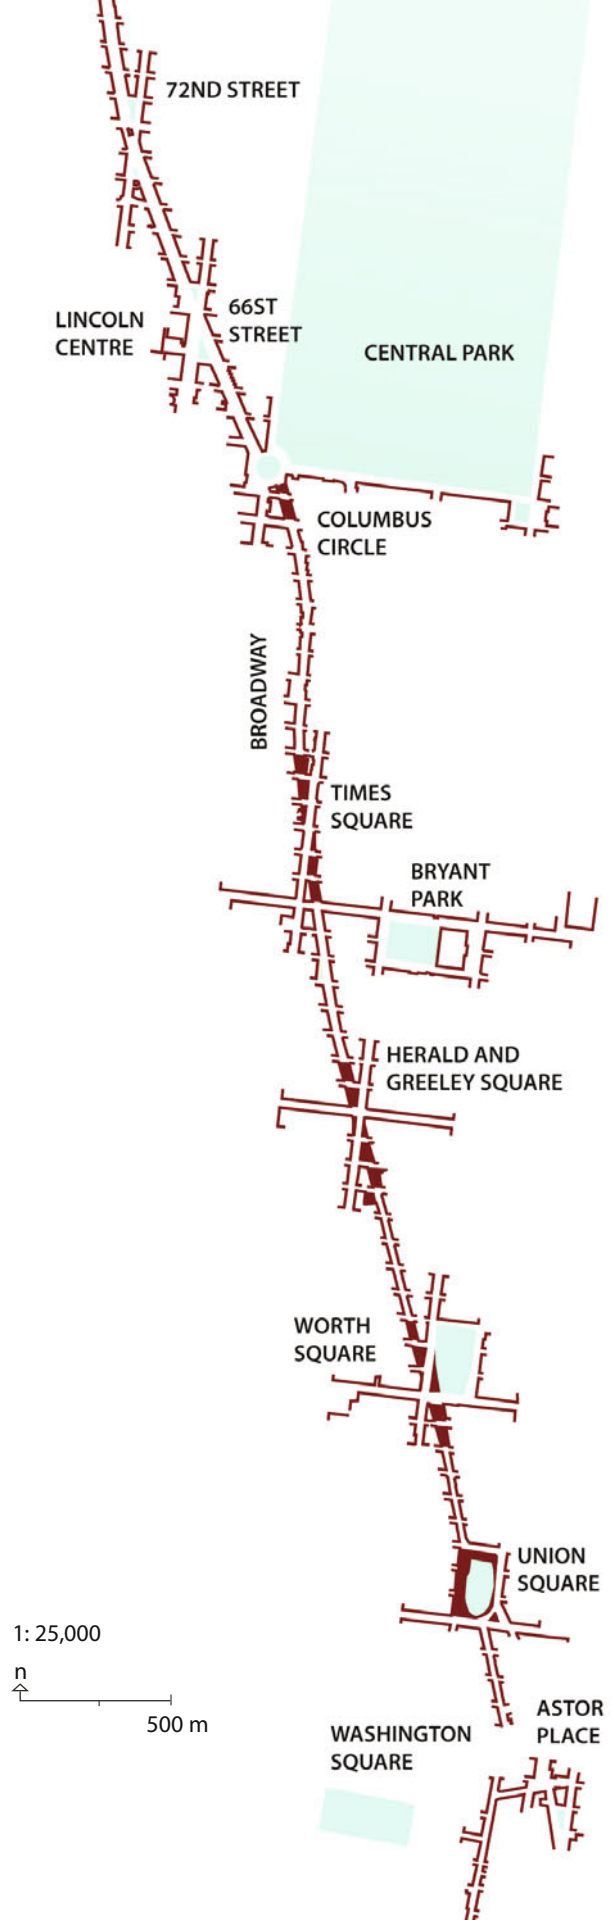 72ND STREET
66ST
STREET
LINCOLN
CENTRE
CENTRAL PARK
COLUMBUS
CIRCLE
BROADWAY
TIMES
SQUARE
BRYANT
PARK
HERALD AND
GREELEY SQUARE
WORTH
SQUARE
UNION
SQUARE
1: 25,000
n
500 m
ASTOR
PLACE
WASHINGTON
SQUARE